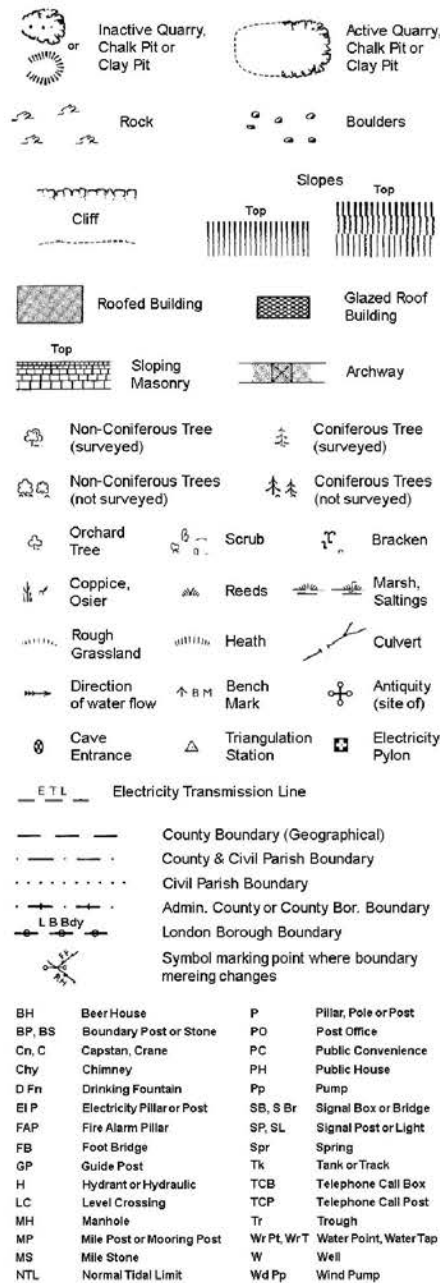 or
Inactive Quarry,
Chalk Pit or
Clay Pit
Active Quarry,
Chalk Pit or
Clay Pit
Rock
Boulders
Slopes
Top
Top
Cliff
Roofed Building
Glazed Roof
Building
Top
Sloping
Masonry
Archway
Non-Coniferous Tree
(surveyed)
Coniferous Tree
(surveyed)
Non-Coniferous Trees
(not surveyed)
Coniferous Trees
(not surveyed)
Orchard
Tree
Scrub
Bracken
Coppice,
Osier
Reeds
Marsh,
Saltings
Rough
Grassland
Heath
Culvert
Direction
of water flow
B M
Bench
Mark
Antiquity
(site of)
Cave
Entrance
Triangulation
Station
Electricity
Pylon
E T L
Electricity Transmission Line
County Boundary (Geographical)
County & Civil Parish Boundary
Civil Parish Boundary
Admin. County or County Bor. Boundary
L B Bdy
London Borough Boundary
Symbol marking point where boundary
mereing changes
BH Beer House
BP, BS Boundary Post or Stone
Cn, C Capstan, Crane
Chy Chimney
D Fn Drinking Fountain
El P Electricity Pillar or Post
FAP Fire Alarm Pillar
FB Foot Bridge
GP Guide Post
H Hydrant or Hydraulic
LC Level Crossing
MH Manhole
MP Mile Post or Mooring Post
MS Mile Stone
NTL Normal Tidal Limit
P Pillar, Pole or Post
PO Post Office
PC Public Convenience
PH Public House
Pp Pump
SB, S Br Signal Box or Bridge
SP, SL Signal Post or Light
Spr Spring
Tk Tank or Track
TCB Telephone Call Box
TCP Telephone Call Post
Tr Trough
Wr Pt, Wr T Water Point, Water Tap
W Well
Wd Pp Wind Pump